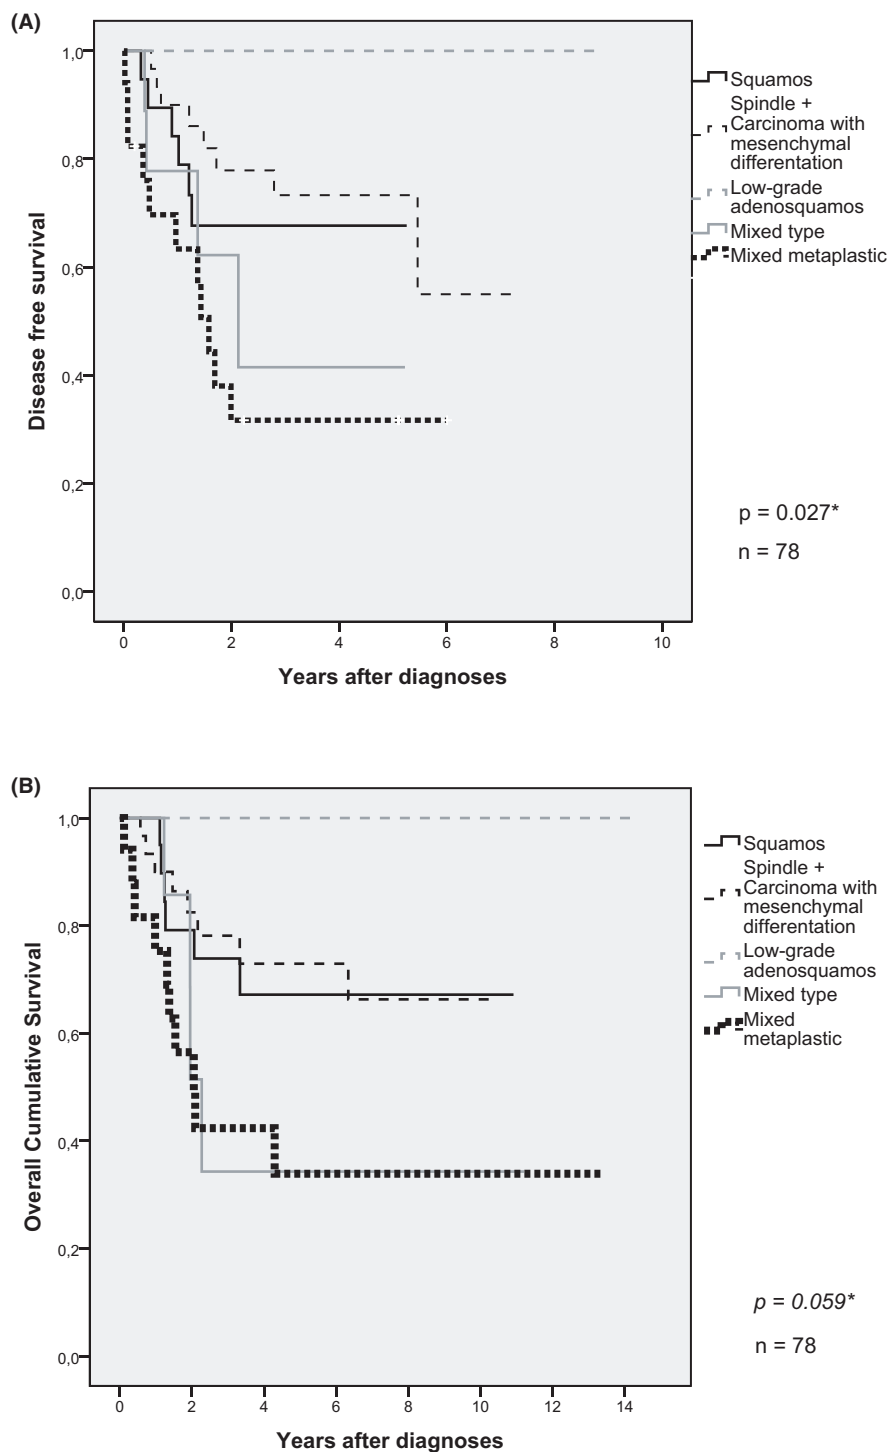 (A)
1,0
0,8
0,6
0,4
0,2
0,0
Disease free survival
0 2 4 6 8 10
Years after diagnoses
Squamos
Spindle +
Carcinoma with
mesenchymal
differentation
Low-grade
adenosquamos
Mixed type
Mixed metaplastic
p = 0.027*
n = 78
(B)
1,0
0,8
0,6
0,4
0,2
0,0
Overall Cumulative Survival
0 2 4 6 8 10 12 14
Years after diagnoses
Squamos
Spindle +
Carcinoma with
mesenchymal
differentation
Low-grade
adenosquamos
Mixed type
Mixed
metaplastic
p = 0.059*
n = 78